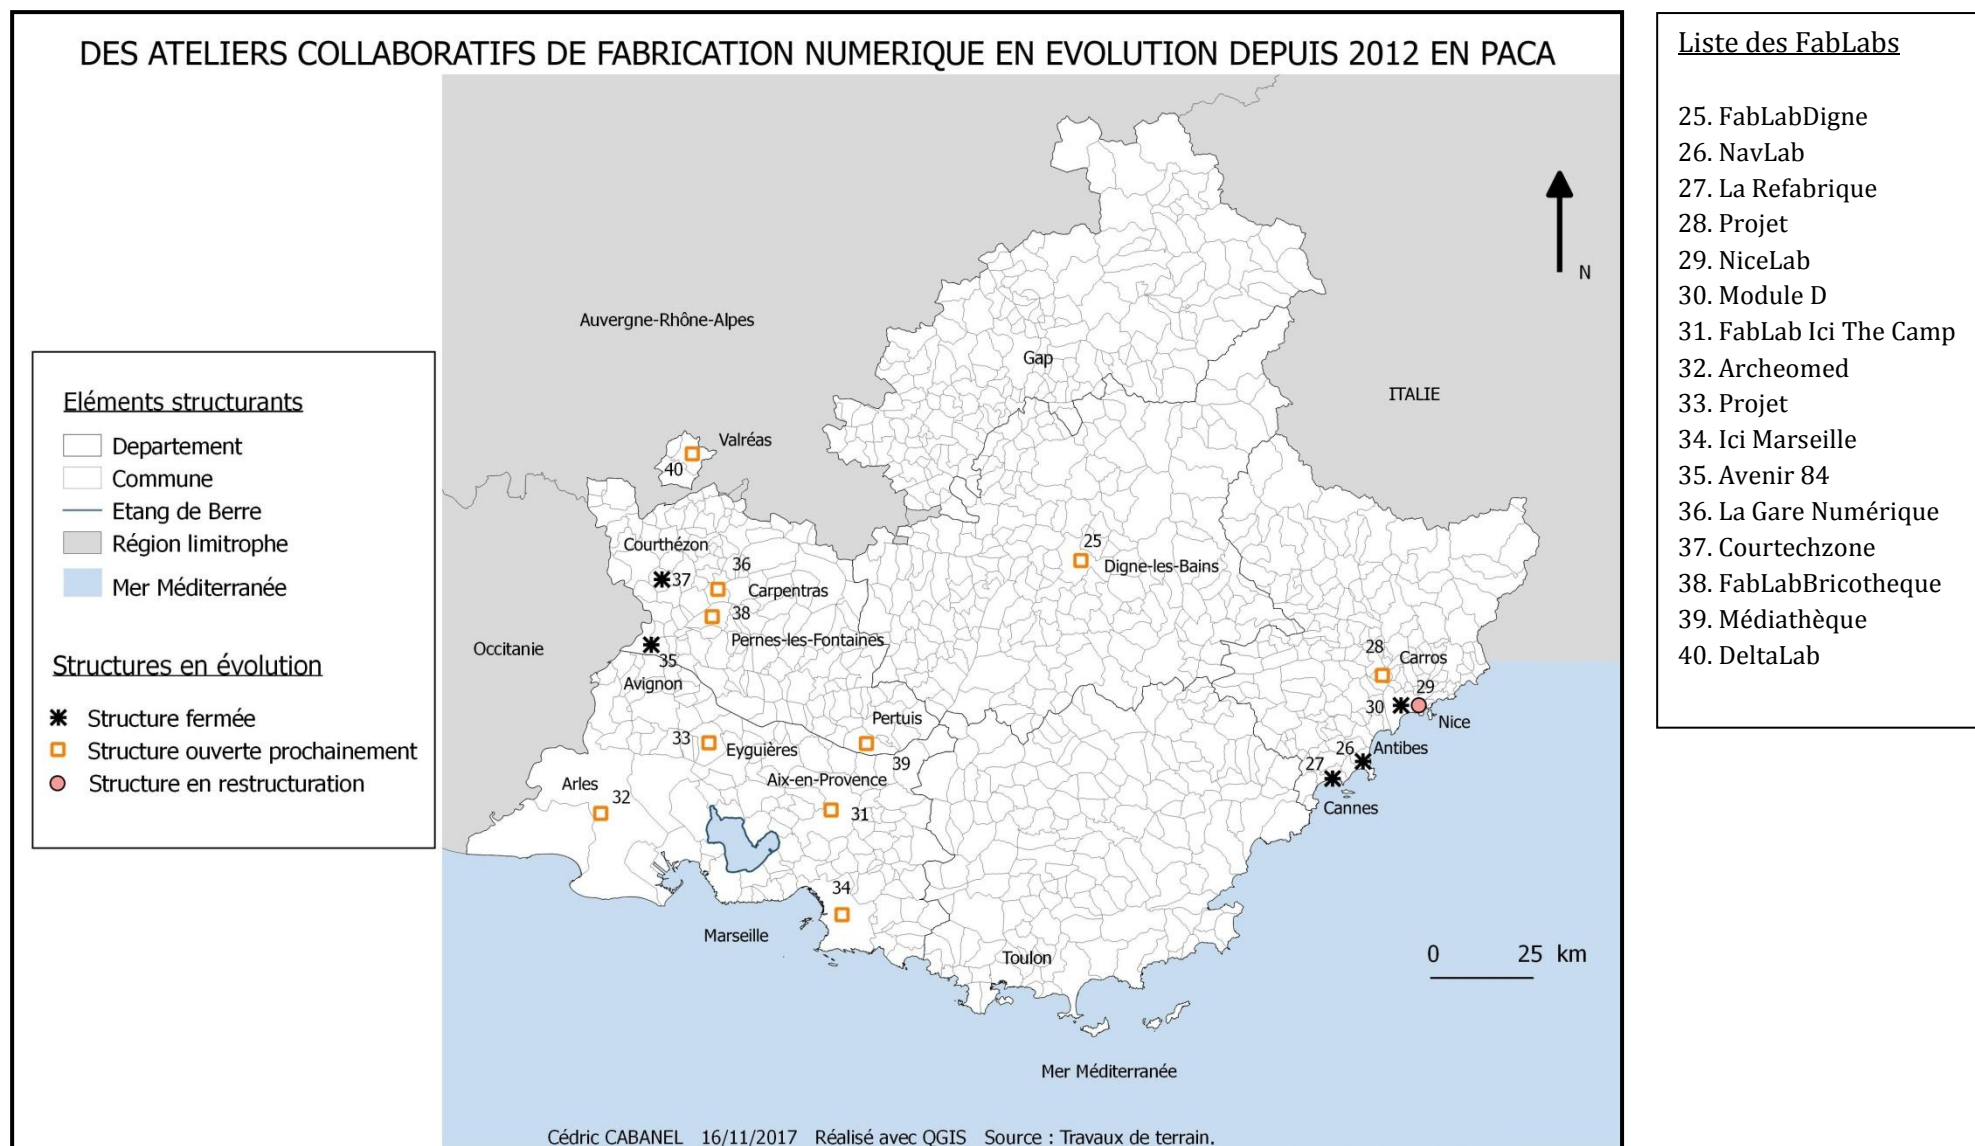 DES ATELIERS COLLABORATIFS DE FABRICATION NUMERIQUE EN EVOLUTION DEPUIS 2012 EN PACA
N
Auvergne-Rhône-Alpes
Gap
ITALIE
Valréas
40
Courthézon
37
36
Carpentras
38
Pernes-les-Fontaines
35
Avignon
Occitanie
25
Digne-les-Bains
28
Carros
29
30
Nice
26
Antibes
27
Cannes
Pertuis
39
33
Eyguières
Aix-en-Provence
31
Arles
32
34
Marseille
Toulon
0 25 km
Mer Méditerranée
Cédric CABANEL 16/11/2017 Réalisé avec QGIS Source : Travaux de terrain.
Eléments structurants
Departement
Commune
Etang de Berre
Région limitrophe
Mer Méditerranée
Structures en évolution
Structure fermée
Structure ouverte prochainement
Structure en restructuration
Liste des FabLabs
25. FabLabDigne
26. NavLab
27. La Refabrique
28. Projet
29. NiceLab
30. Module D
31. FabLab Ici The Camp
32. Archeomed
33. Projet
34. Ici Marseille
35. Avenir 84
36. La Gare Numérique
37. Courtechzone
38. FabLabBricotheque
39. Médiathèque
40. DeltaLab